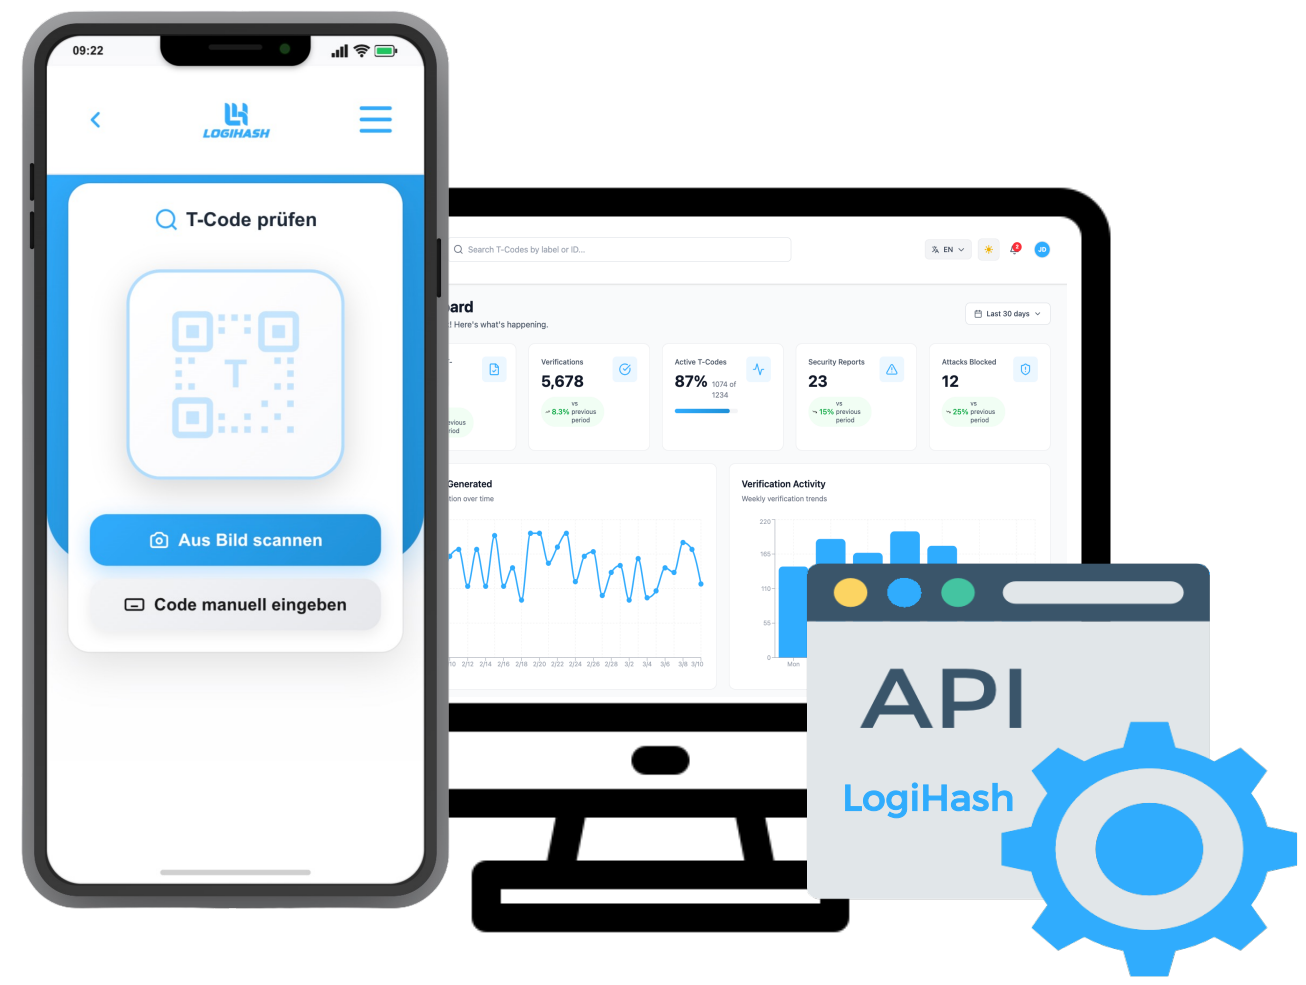 09:22
LOGIHASH
T-Code prüfen
T
Aus Bild scannen
Code manuell eingeben
Search T-Codes by label or ID...
EN
2
JD
ard
! Here's what's happening.
Last 30 days
T-
evious
riod
Verifications
5,678
8.3%
vs
previous
period
Active T-Codes
87%
1074 of
1234
Security Reports
23
15%
vs
previous
period
Attacks Blocked
12
25%
vs
previous
period
Generated
tion over time
10 2/12 2/14 2/16 2/18 2/20 2/22 2/24 2/26 2/28 3/2 3/4 3/6 3/8 3/10
Verification Activity
Weekly verification trends
220
165
110
55
0
Mon
API
LogiHash